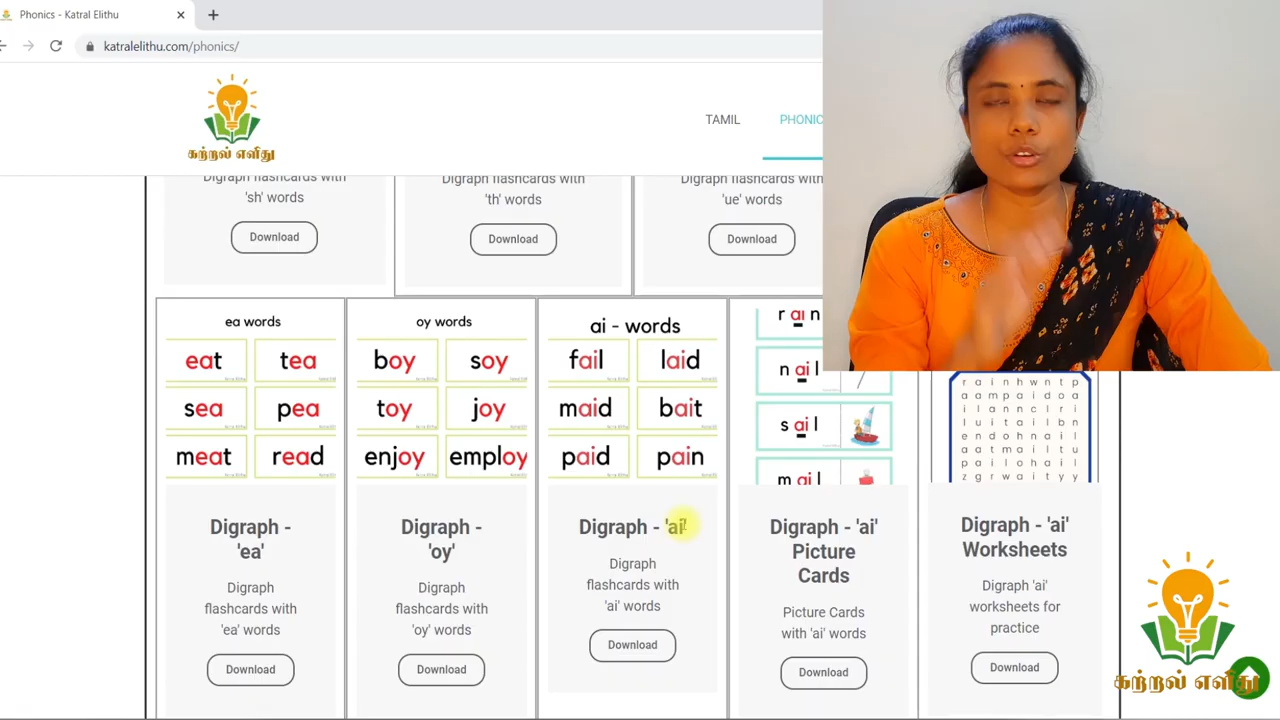 Phonics - Katral Elithu
katralelithu.com/phonics/
கற்றல் எளிது
TAMIL
PHONIC
Digraph flashcards with
'sh' words
Download
Digraph flashcards with
'th' words
Download
Digraph flashcards with
'ue' words
Download
ea words
eat tea
sea pea
meat read
Digraph -
'ea'
Digraph
flashcards with
'ea' words
Download
oy words
boy soy
toy joy
enjoy employ
Digraph -
'oy'
Digraph
flashcards with
'oy' words
Download
ai - words
fail laid
maid bait
paid pain
Digraph - 'ai'
Digraph
flashcards with
'ai' words
Download
r ai n
n ai l
s ai l
m ai l
Digraph - 'ai'
Picture
Cards
Picture Cards
with 'ai' words
Download
r a i n h w n t p
a a m p a i d o a
i l a n n c l r i
l u i t a i l b n
e n d o h n a i l
a a t m a i l t u
p a i l o h a i l
z g r w a i t y y
Digraph - 'ai'
Worksheets
Digraph 'ai'
worksheets for
practice
Download
கற்றல் எளிது